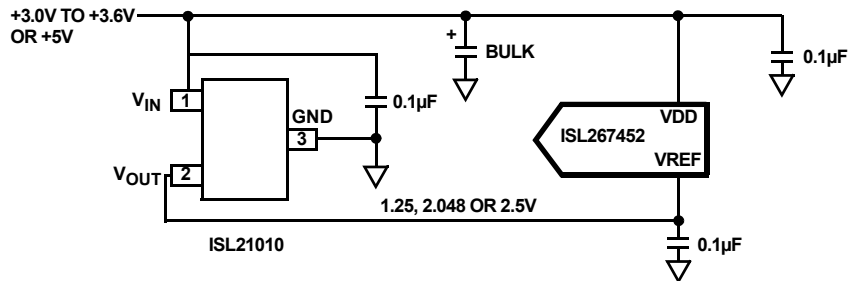 +3.0V TO +3.6V
OR +5V
+
BULK
0.1µF
VIN
1
0.1µF
GND
3
VDD
ISL267452
VREF
VOUT
2
1.25, 2.048 OR 2.5V
ISL21010
0.1µF